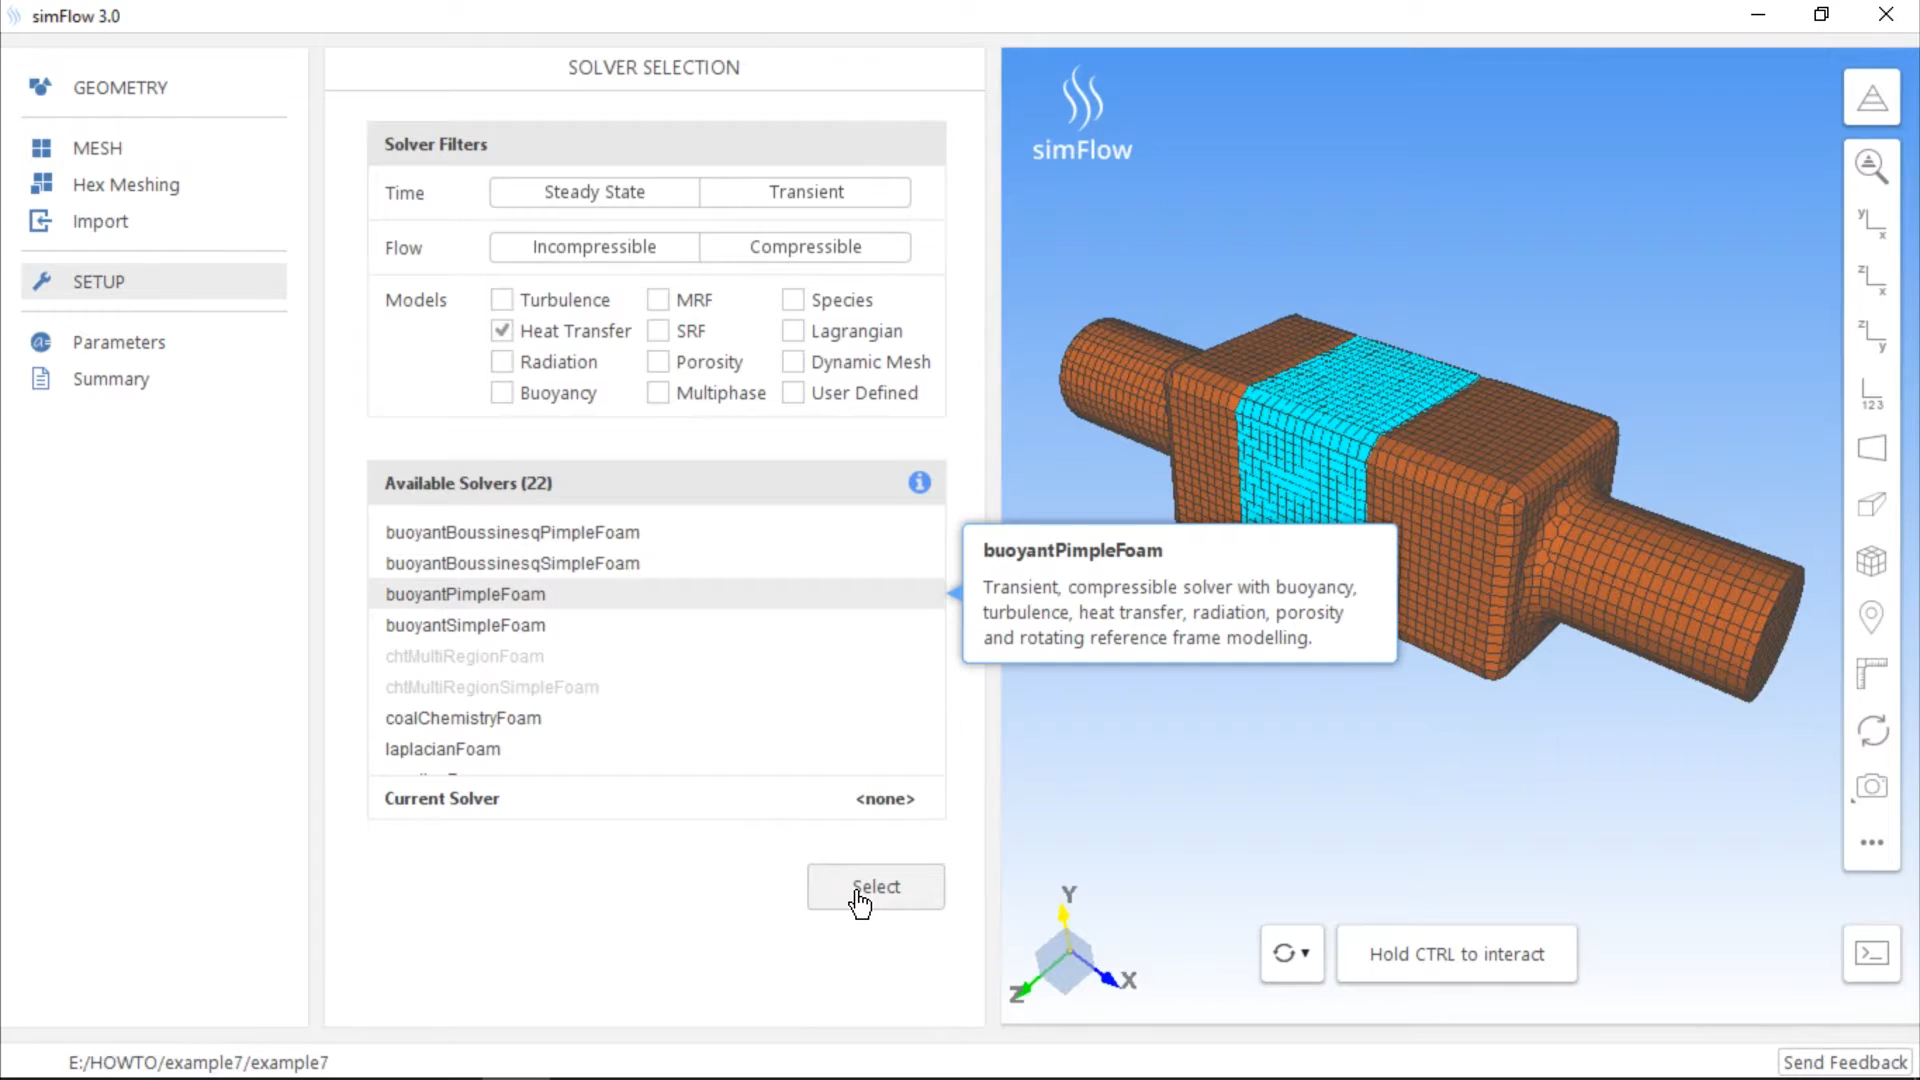 simFlow 3.0
GEOMETRY
MESH
Hex Meshing
Import
SETUP
Parameters
Summary
SOLVER SELECTION
Solver Filters
Time Steady State Transient
Flow Incompressible Compressible
Models Turbulence MRF Species
Heat Transfer SRF Lagrangian
Radiation Porosity Dynamic Mesh
Buoyancy Multiphase User Defined
Available Solvers (22)
buoyantBoussinesqPimpleFoam
buoyantBoussinesqSimpleFoam
buoyantPimpleFoam
buoyantSimpleFoam
chtMultiRegionFoam
chtMultiRegionSimpleFoam
coalChemistryFoam
laplacianFoam
Current Solver <none>
Select
simFlow
buoyantPimpleFoam
Transient, compressible solver with buoyancy,
turbulence, heat transfer, radiation, porosity
and rotating reference frame modelling.
Y
X
Z
Hold CTRL to interact
y
x
z
x
z
y
123
E:/HOWTO/example7/example7
Send Feedback